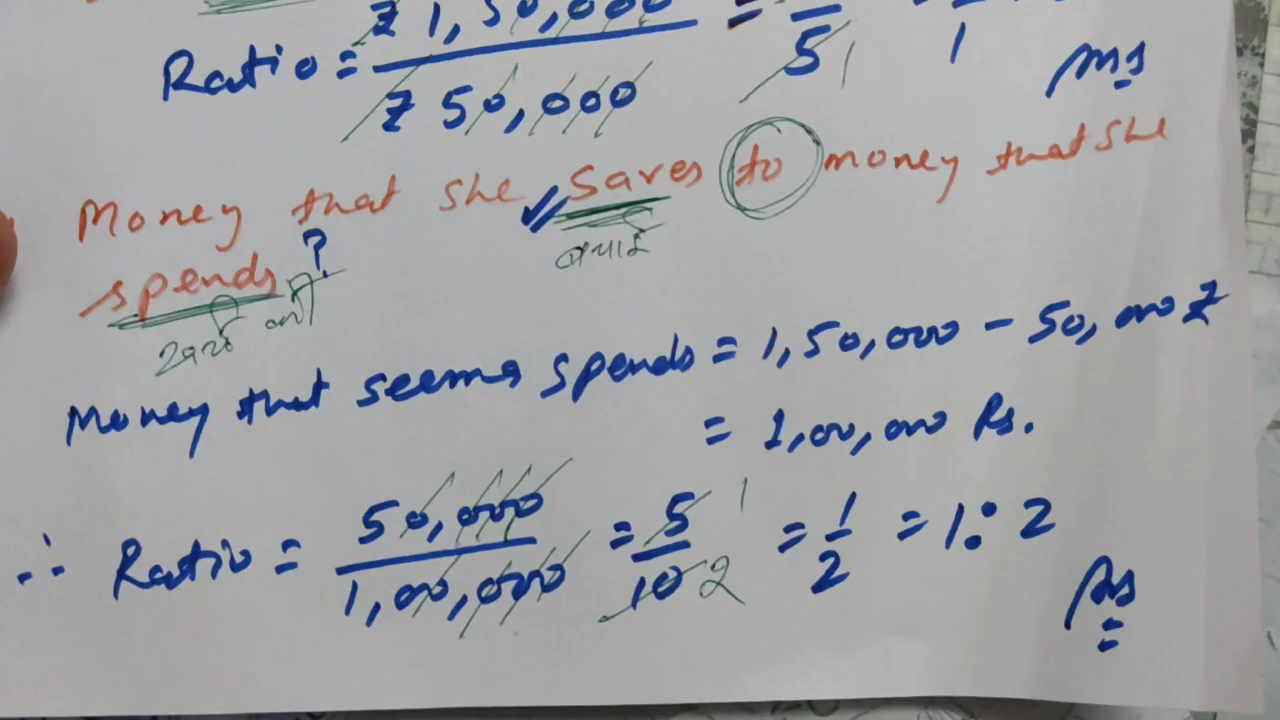 Ratio = ₹ 1,50,000 / ₹ 50,000 = 5 1 1 Ans
Money that she ✓ saves to money that she
spends ?
Money that seema spends = 1,50,000 - 50,000 ₹
= 1,00,000 Rs.
∴ Ratio = 50,000 / 1,00,000 = 5 1 / 10 2 = 1/2 = 1:2
Ans